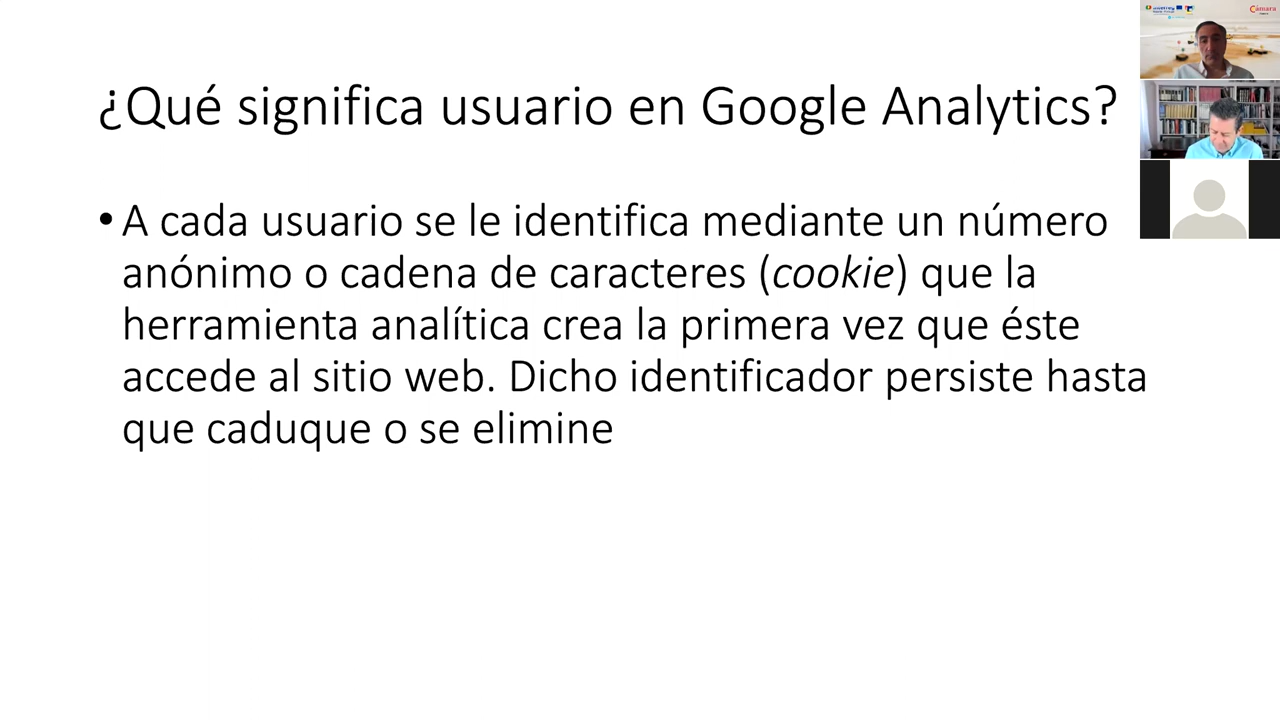 ¿Qué significa usuario en Google Analytics?
• A cada usuario se le identifica mediante un número
anónimo o cadena de caracteres (cookie) que la
herramienta analítica crea la primera vez que éste
accede al sitio web. Dicho identificador persiste hasta
que caduque o se elimine
Cámara